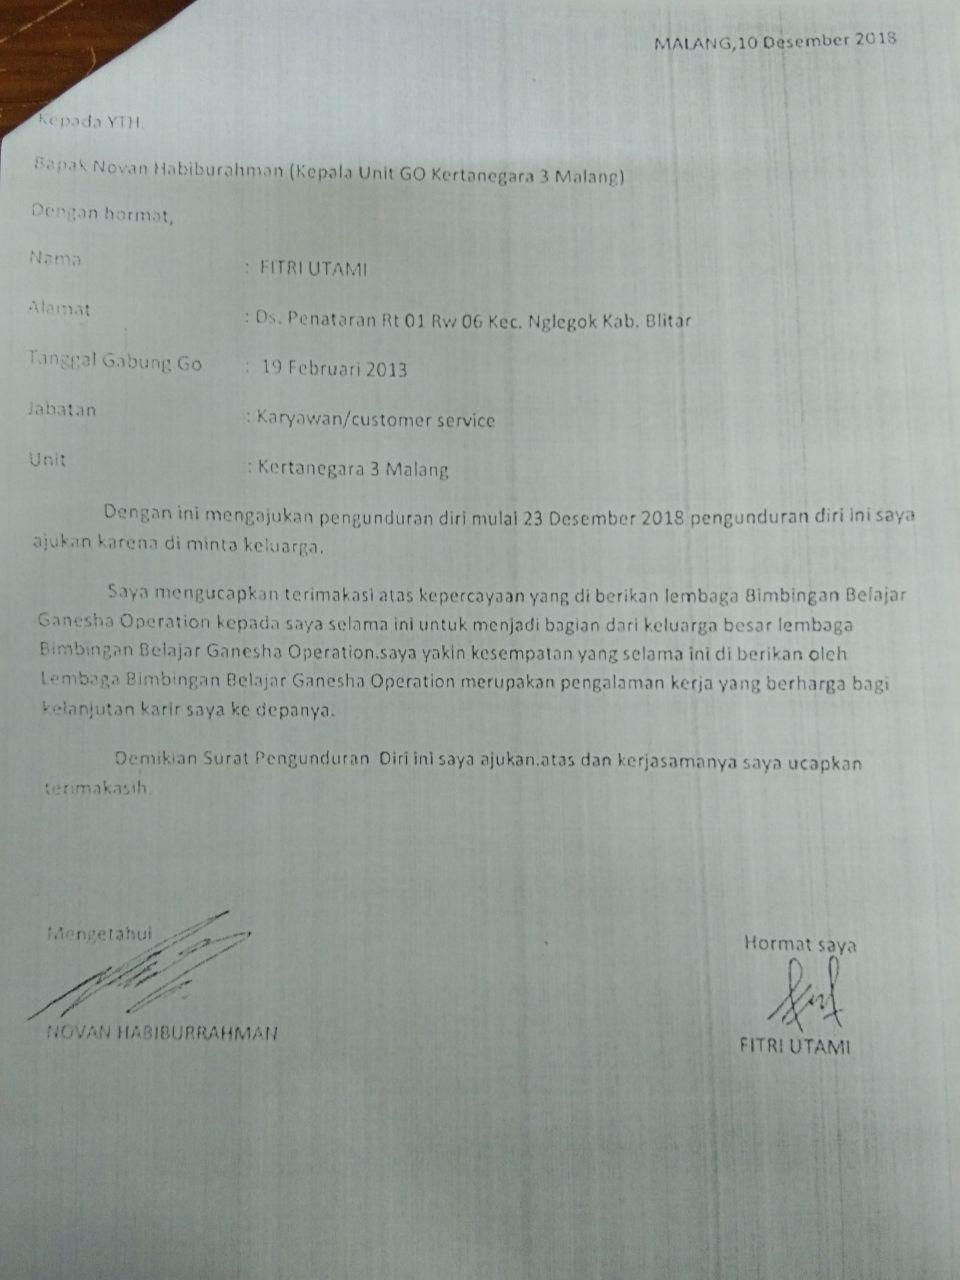 MALANG,10 Desember 2018
Kepada YTH.
Bapak Novan Habiburahman (Kepala Unit GO Kertanegara 3 Malang)
Dengan hormat,
Nama : FITRI UTAMI
Alamat : Ds. Penataran Rt 01 Rw 06 Kec. Nglegok Kab. Blitar
Tanggal Gabung Go : 19 Februari 2013
Jabatan : Karyawan/customer service
Unit : Kertanegara 3 Malang
Dengan ini mengajukan pengunduran diri mulai 23 Desember 2018 pengunduran diri ini saya
ajukan karena di minta keluarga.
Saya mengucapkan terimakasi atas kepercayaan yang di berikan lembaga Bimbingan Belajar
Ganesha Operation kepada saya selama ini untuk menjadi bagian dari keluarga besar lembaga
Bimbingan Belajar Ganesha Operation.saya yakin kesempatan yang selama ini di berikan oleh
Lembaga Bimbingan Belajar Ganesha Operation merupakan pengalaman kerja yang berharga bagi
kelanjutan karir saya ke depanya.
Demikian Surat Pengunduran Diri ini saya ajukan.atas dan kerjasamanya saya ucapkan
terimakasih.
Mengetahui
Hormat saya
NOVAN HABIBURRAHMAN
FITRI UTAMI